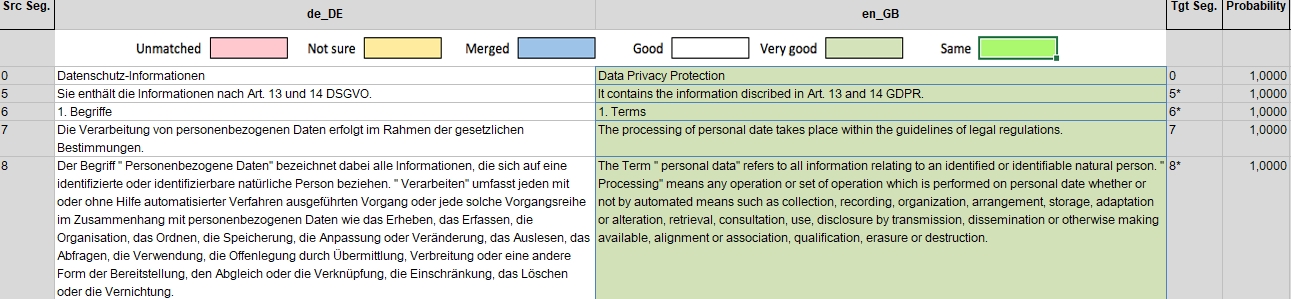 Src Seg. de_DE en_GB Tgt Seg. Probability
Unmatched Not sure Merged Good Very good Same
0 Datenschutz-Informationen Data Privacy Protection 0 1,0000
5 Sie enthält die Informationen nach Art. 13 und 14 DSGVO. It contains the information discribed in Art. 13 and 14 GDPR. 5* 1,0000
6 1. Begriffe 1. Terms 6* 1,0000
7 Die Verarbeitung von personenbezogenen Daten erfolgt im Rahmen der gesetzlichen
Bestimmungen.
The processing of personal date takes place within the guidelines of legal regulations. 7 1,0000
8 Der Begriff " Personenbezogene Daten" bezeichnet dabei alle Informationen, die sich auf eine
identifizierte oder identifizierbare natürliche Person beziehen. " Verarbeiten" umfasst jeden mit
oder ohne Hilfe automatisierter Verfahren ausgeführten Vorgang oder jede solche Vorgangsreihe
im Zusammenhang mit personenbezogenen Daten wie das Erheben, das Erfassen, die
Organisation, das Ordnen, die Speicherung, die Anpassung oder Veränderung, das Auslesen, das
Abfragen, die Verwendung, die Offenlegung durch Übermittlung, Verbreitung oder eine andere
Form der Bereitstellung, den Abgleich oder die Verknüpfung, die Einschränkung, das Löschen
oder die Vernichtung.
The Term " personal data" refers to all information relating to an identified or identifiable natural person. "
Processing" means any operation or set of operation which is performed on personal date whether or
not by automated means such as collection, recording, organization, arrangement, storage, adaptation
or alteration, retrieval, consultation, use, disclosure by transmission, dissemination or otherwise making
available, alignment or association, qualification, erasure or destruction.
8* 1,0000